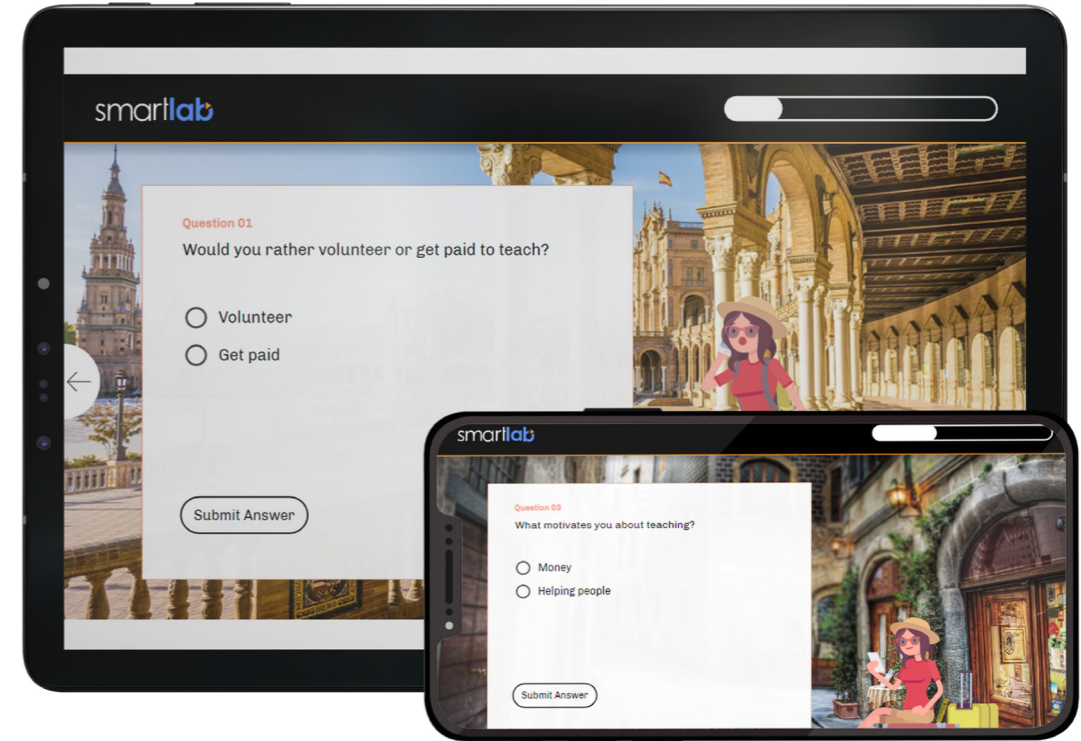 smartlab
Question 01
Would you rather volunteer or get paid to teach?
Volunteer
Get paid
Submit Answer
smartlab
Question 03
What motivates you about teaching?
Money
Helping people
Submit Answer